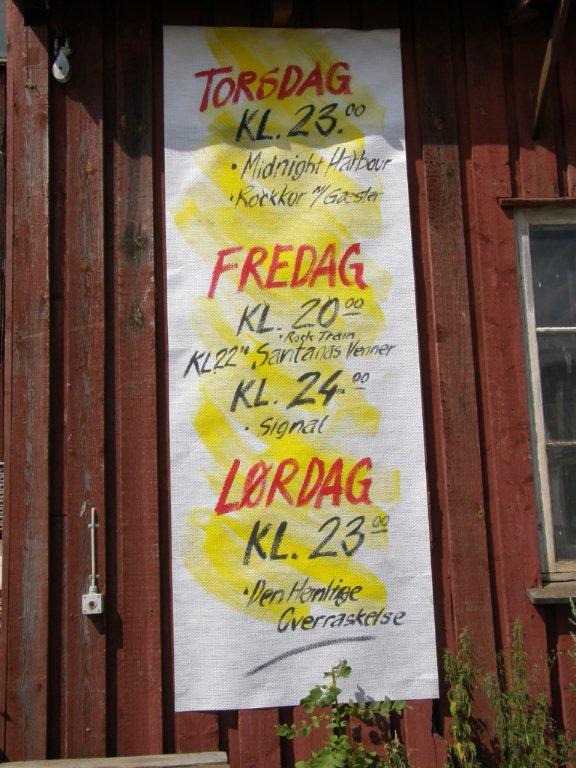 TORSDAG
KL. 23.00
• Midnight Harbour
• Rockkor m/Gæster
FREDAG
KL. 20 00
• Rock Train
KL.22 00 Santanas Venner
KL. 24.00
• Signal
LØRDAG
KL. 23 00
• Den Hemlige
Overraskelse